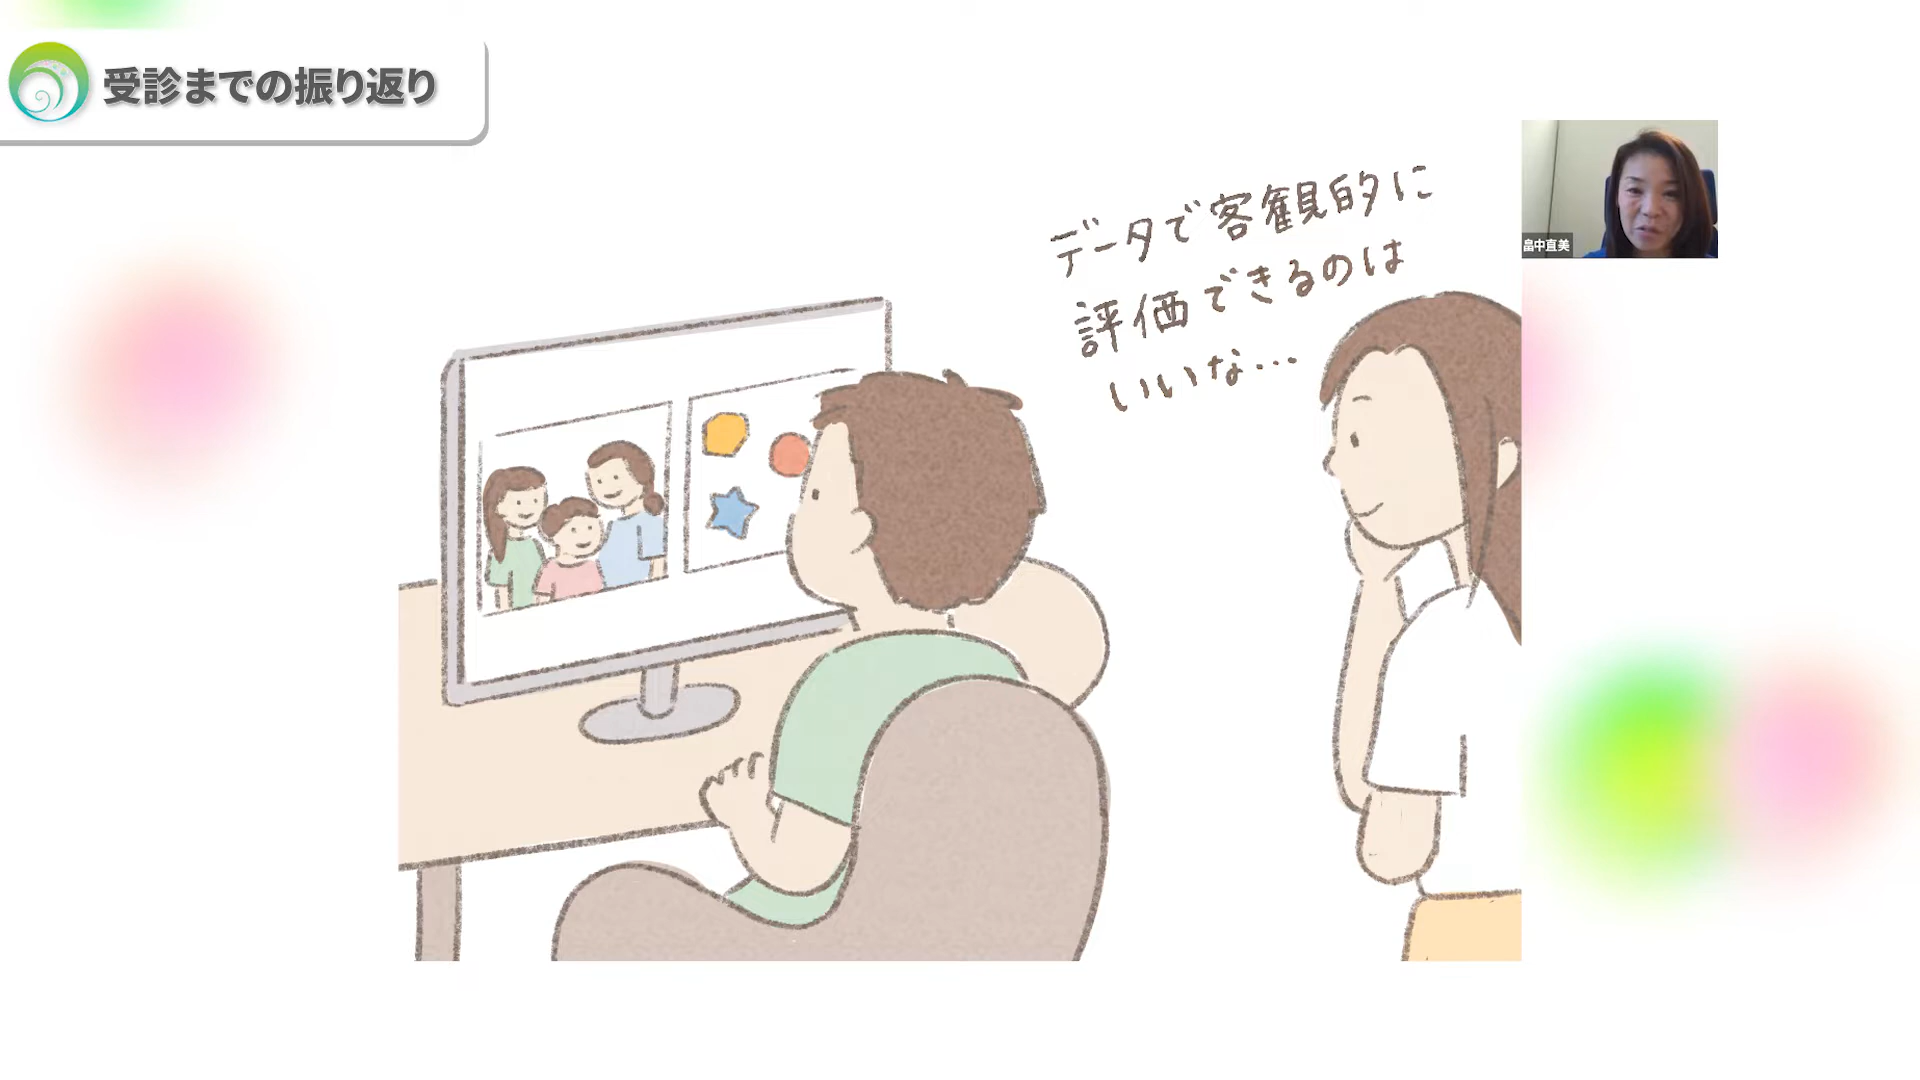 受診までの振り返り
データで客観的に
評価できるのは
いいな…
畠中直美